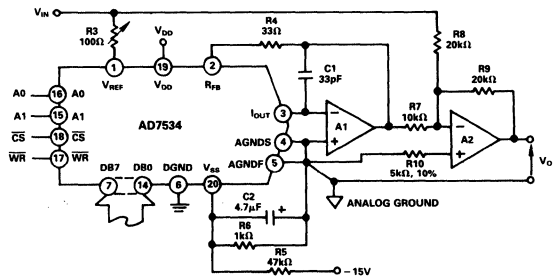 VIN
R3
100Ω
VDD
R4
33Ω
R8
20kΩ
C1
33pF
R9
20kΩ
1
19
2
VREF
VDD
RFB
A0
16
A0
A1
15
A1
CS
18
CS
WR
17
WR
AD7534
IOUT
3
AGNDS
4
AGNDF
5
A1
R7
10kΩ
A2
R10
5kΩ, 10%
VO
DB7
DB0
DGND
VSS
7
14
6
20
C2
4.7μF
R6
1kΩ
R5
47kΩ
ANALOG GROUND
−15V